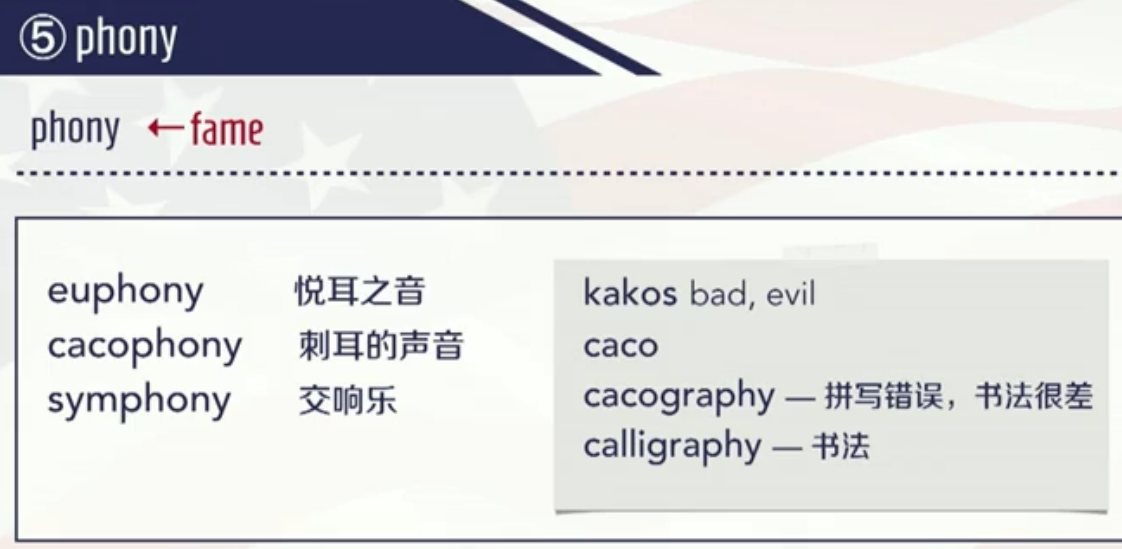 ⑤ phony
phony ←fame
euphony 悦耳之音
cacophony 刺耳的声音
symphony 交响乐
kakos bad, evil
caco
cacography — 拼写错误，书法很差
calligraphy — 书法